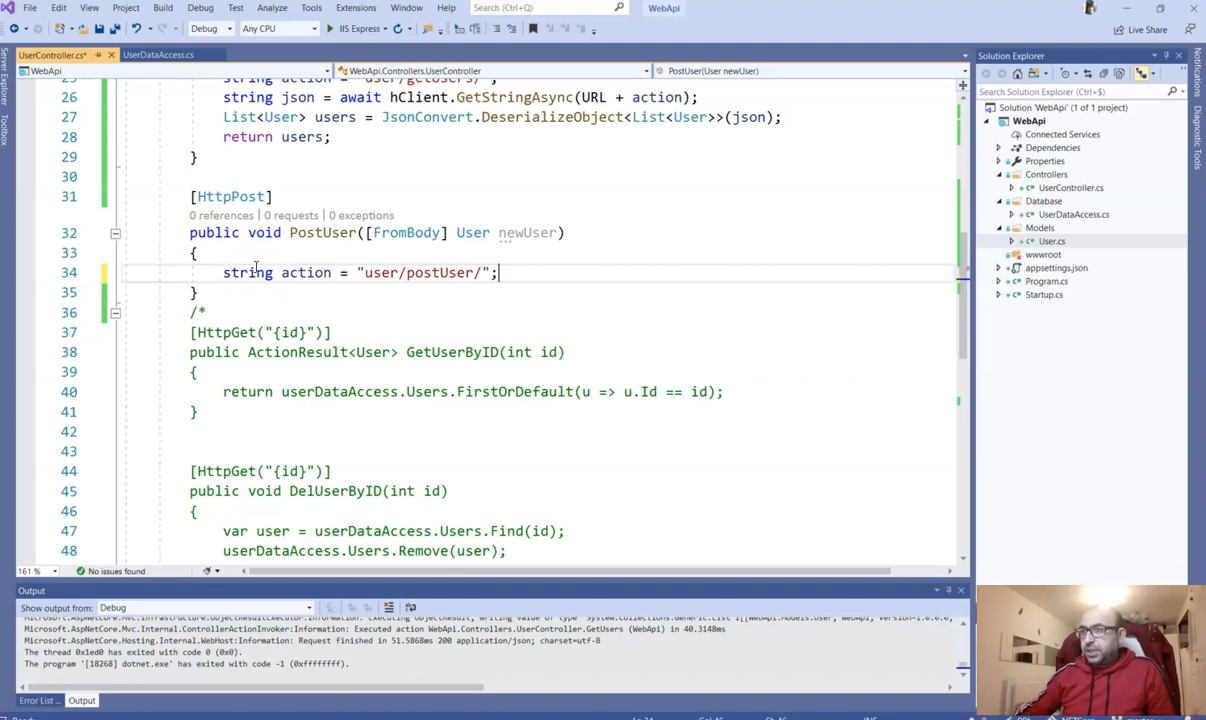 File Edit View Project Build Debug Test Analyze Tools Extensions Window Help Search (Ctrl+Q) WebApi
Debug Any CPU IIS Express Live Share
UserController.cs* UserDataAccess.cs
WebApi WebApi.Controllers.UserController PostUser(User newUser)
Server Explorer
Toolbox
25 string action = "user/getUsers/";
26 string json = await hClient.GetStringAsync(URL + action);
27 List<User> users = JsonConvert.DeserializeObject<List<User>>(json);
28 return users;
29 }
30
31 [HttpPost]
0 references | 0 requests | 0 exceptions
32 public void PostUser([FromBody] User newUser)
33 {
34 string action = "user/postUser/";
35 }
36 /*
37 [HttpGet("{id}")]
38 public ActionResult<User> GetUserByID(int id)
39 {
40 return userDataAccess.Users.FirstOrDefault(u => u.Id == id);
41 }
42
43
44 [HttpGet("{id}")]
45 public void DelUserByID(int id)
46 {
47 var user = userDataAccess.Users.Find(id);
48 userDataAccess.Users.Remove(user);
161 % No issues found
Output
Show output from: Debug
Microsoft.AspNetCore.Mvc.Internal.ControllerActionInvoker:Information: Executed action WebApi.Controllers.UserController.GetUsers (WebApi) in 40.3148ms
Microsoft.AspNetCore.Hosting.Internal.WebHost:Information: Request finished in 51.5868ms 200 application/json; charset=utf-8
The thread 0x1ed0 has exited with code 0 (0x0).
The program '[18268] dotnet.exe' has exited with code -1 (0xffffffff).
Error List ... Output
Solution Explorer
Search Solution Explorer (Ctrl+$)
Solution 'WebApi' (1 of 1 project)
WebApi
Connected Services
Dependencies
Properties
Controllers
UserController.cs
Database
UserDataAccess.cs
Models
User.cs
wwwroot
appsettings.json
Program.cs
Startup.cs
Notifications
Diagnostic Tools